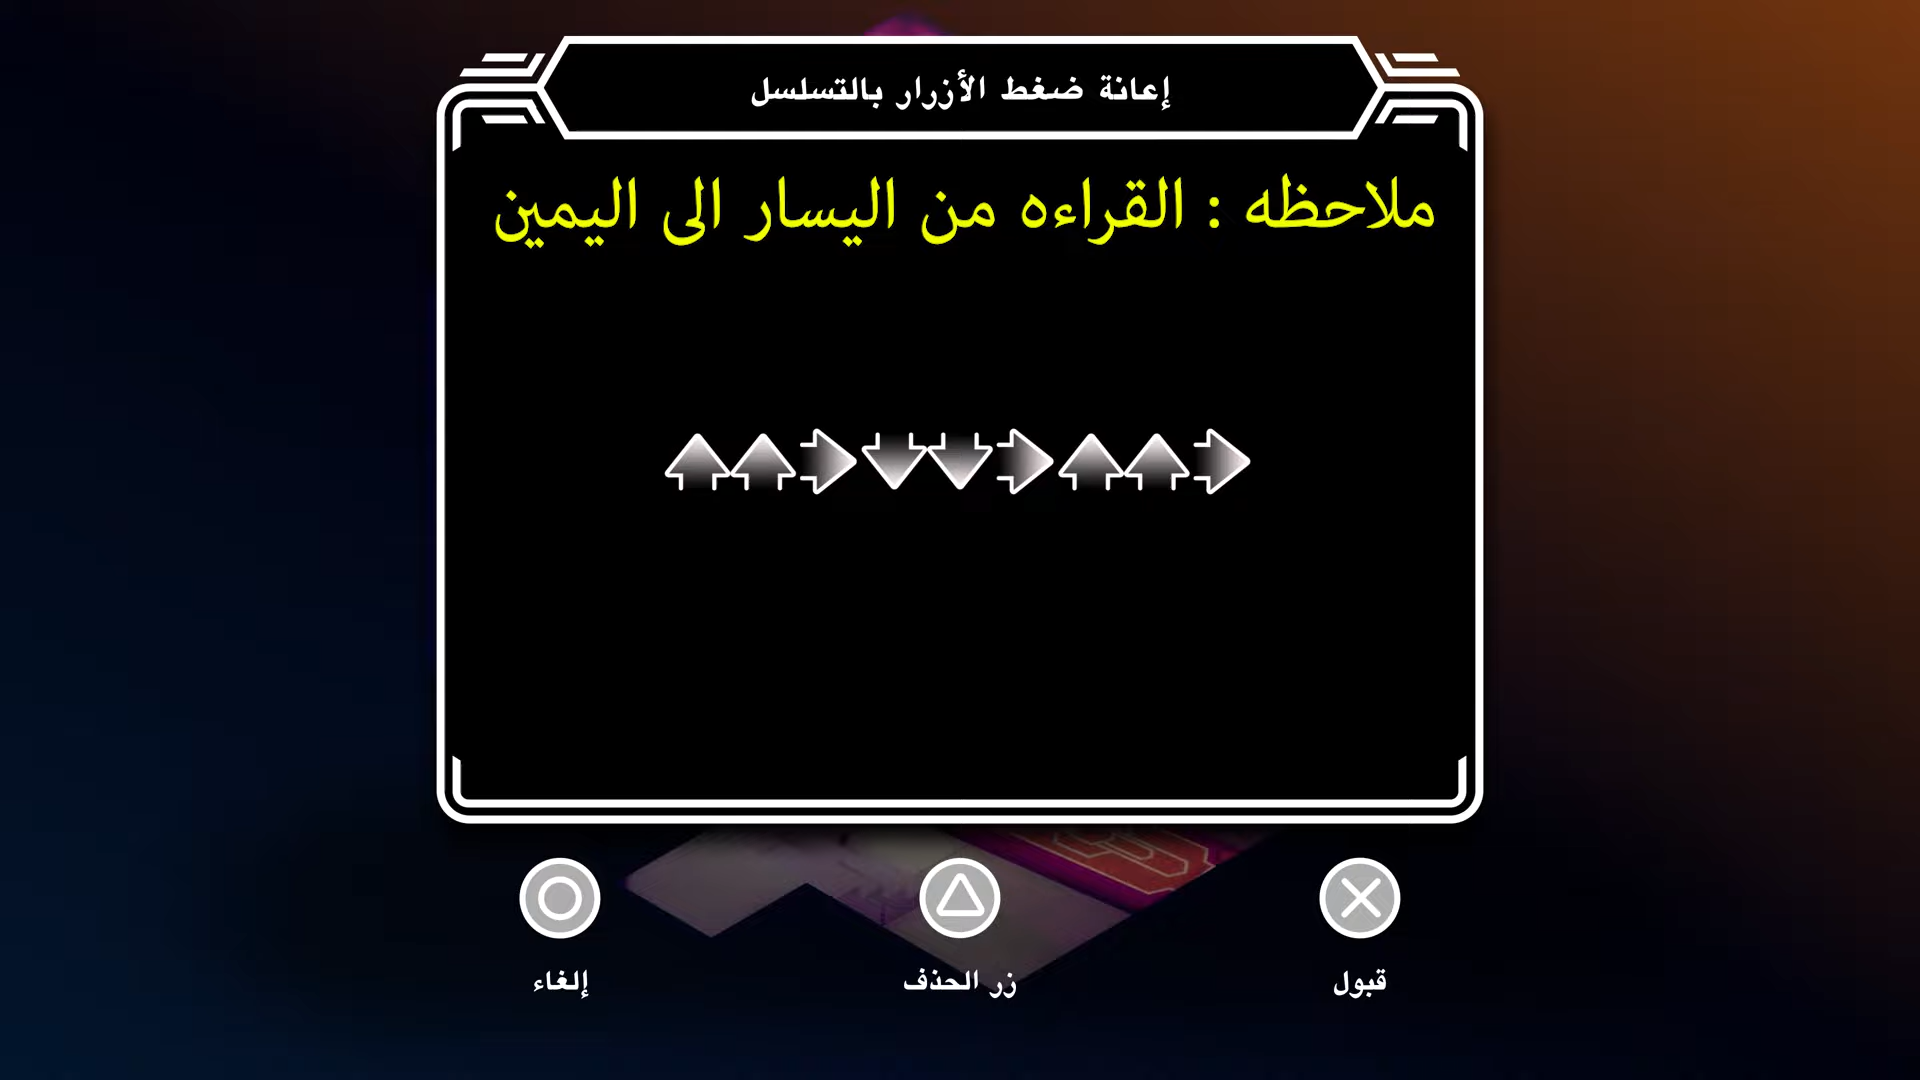 إعانة ضغط الأزرار بالتسلسل
ملاحظه : القراءه من اليسار الى اليمين
قبول
زر الحذف
إلغاء